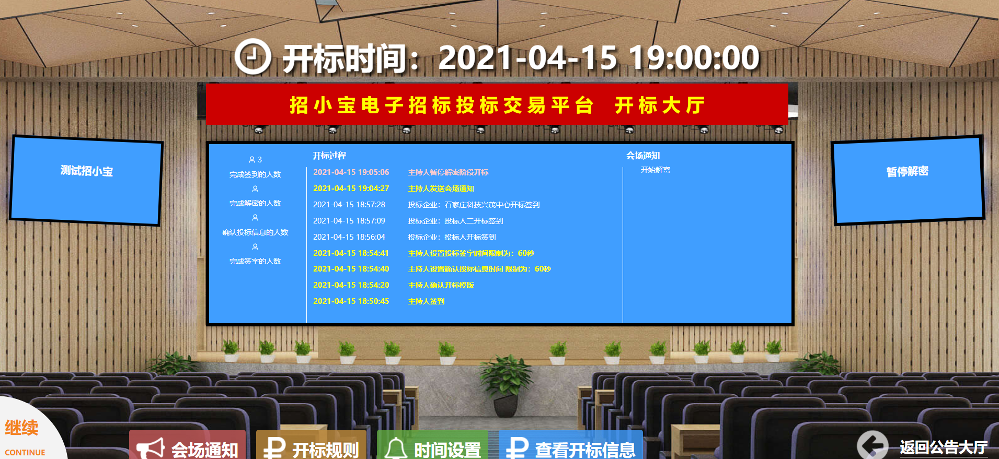 开标时间：2021-04-15 19:00:00
招小宝电子招标投标交易平台 开标大厅
测试招小宝
3
完成签到的人数
完成解密的人数
确认投标信息的人数
完成签字的人数
开标过程
2021-04-15 19:05:06 主持人暂停解密阶段开标
2021-04-15 19:04:27 主持人发送会场通知
2021-04-15 18:57:28 投标企业：石家庄科技兴茂中心开标签到
2021-04-15 18:57:09 投标企业：投标人二开标签到
2021-04-15 18:56:04 投标企业：投标人开标签到
2021-04-15 18:54:41 主持人设置投标签字时间限制为：60秒
2021-04-15 18:54:40 主持人设置确认投标信息时间 限制为：60秒
2021-04-15 18:54:20 主持人确认开标模版
2021-04-15 18:50:45 主持人签到
会场通知
开始解密
暂停解密
继续
CONTINUE
会场通知
开标规则
时间设置
查看开标信息
返回公告大厅